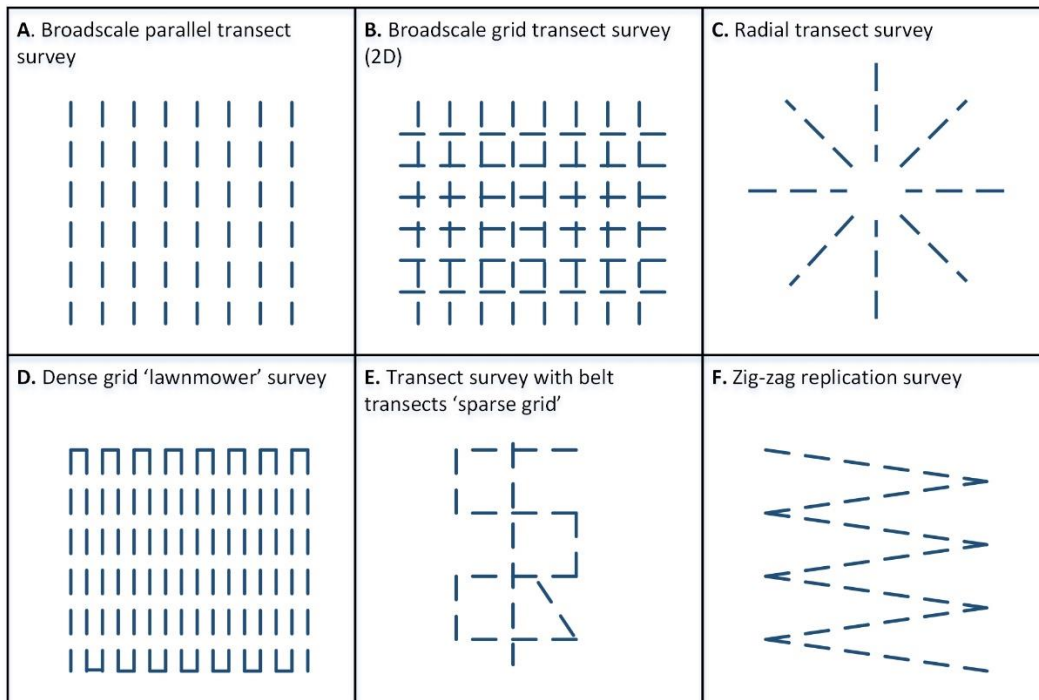 A. Broadscale parallel transect
survey
B. Broadscale grid transect survey
(2D)
C. Radial transect survey
D. Dense grid ‘lawnmower’ survey
E. Transect survey with belt
transects ‘sparse grid’
F. Zig-zag replication survey